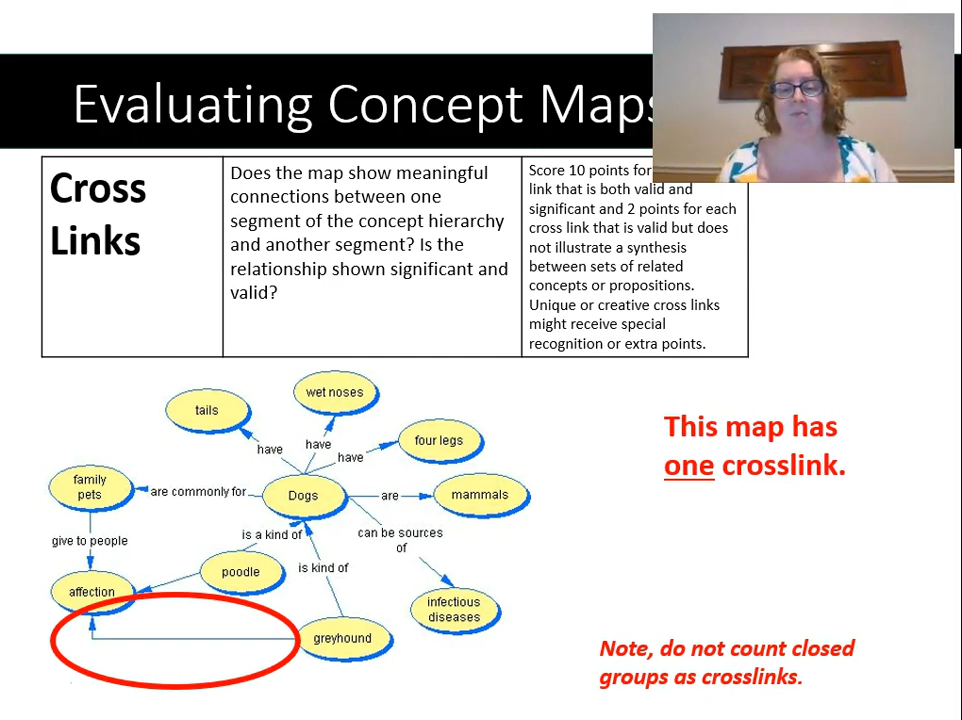 Evaluating Concept Maps
Cross
Links
Does the map show meaningful
connections between one
segment of the concept hierarchy
and another segment? Is the
relationship shown significant and
valid?
Score 10 points for
link that is both valid and
significant and 2 points for each
cross link that is valid but does
not illustrate a synthesis
between sets of related
concepts or propositions.
Unique or creative cross links
might receive special
recognition or extra points.
wet noses
tails
have
have
have
four legs
family
pets
are commonly for
Dogs
are
mammals
give to people
is a kind of
can be sources
of
poodle
is kind of
affection
infectious
diseases
greyhound
This map has
one crosslink.
Note, do not count closed
groups as crosslinks.